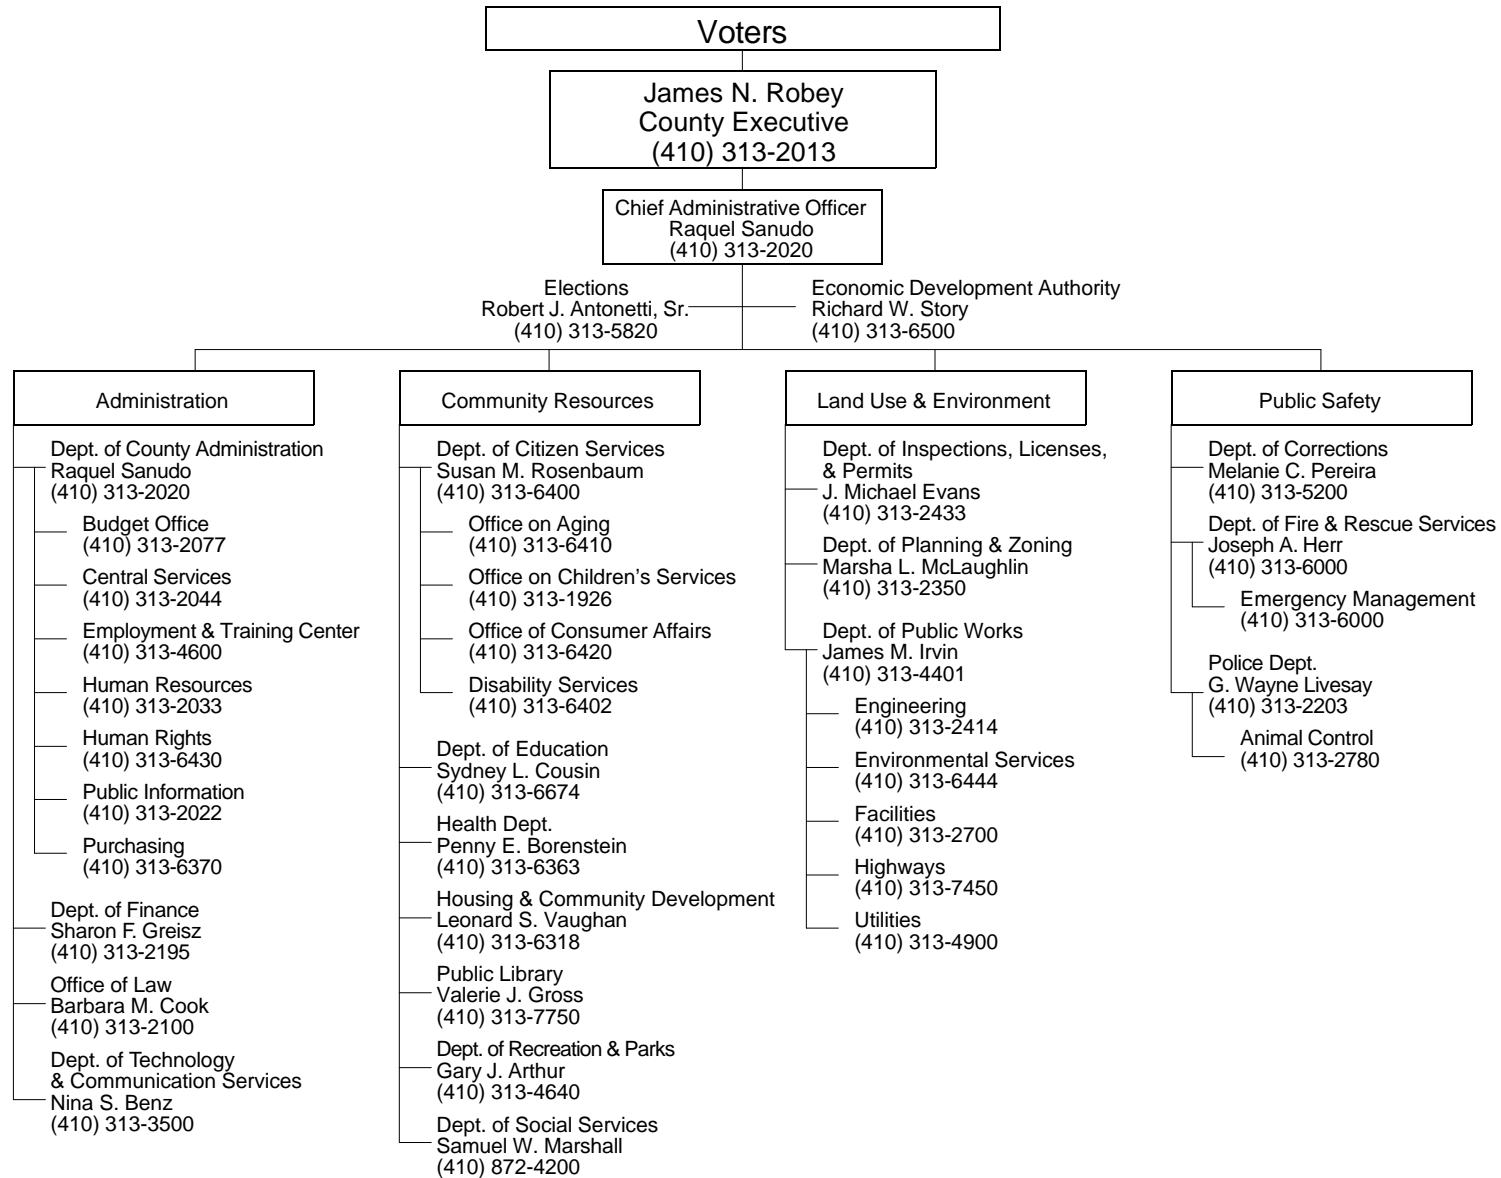 Voters
James N. Robey
County Executive
(410) 313-2013
Chief Administrative Officer
Raquel Sanudo
(410) 313-2020
Elections
Robert J. Antonetti, Sr.
(410) 313-5820
Economic Development Authority
Richard W. Story
(410) 313-6500
Administration
Dept. of County Administration
Raquel Sanudo
(410) 313-2020
Budget Office
(410) 313-2077
Central Services
(410) 313-2044
Employment & Training Center
(410) 313-4600
Human Resources
(410) 313-2033
Human Rights
(410) 313-6430
Public Information
(410) 313-2022
Purchasing
(410) 313-6370
Dept. of Finance
Sharon F. Greisz
(410) 313-2195
Office of Law
Barbara M. Cook
(410) 313-2100
Dept. of Technology
& Communication Services
Nina S. Benz
(410) 313-3500
Community Resources
Dept. of Citizen Services
Susan M. Rosenbaum
(410) 313-6400
Office on Aging
(410) 313-6410
Office on Children's Services
(410) 313-1926
Office of Consumer Affairs
(410) 313-6420
Disability Services
(410) 313-6402
Dept. of Education
Sydney L. Cousin
(410) 313-6674
Health Dept.
Penny E. Borenstein
(410) 313-6363
Housing & Community Development
Leonard S. Vaughan
(410) 313-6318
Public Library
Valerie J. Gross
(410) 313-7750
Dept. of Recreation & Parks
Gary J. Arthur
(410) 313-4640
Dept. of Social Services
Samuel W. Marshall
(410) 872-4200
Land Use & Environment
Dept. of Inspections, Licenses,
& Permits
J. Michael Evans
(410) 313-2433
Dept. of Planning & Zoning
Marsha L. McLaughlin
(410) 313-2350
Dept. of Public Works
James M. Irvin
(410) 313-4401
Engineering
(410) 313-2414
Environmental Services
(410) 313-6444
Facilities
(410) 313-2700
Highways
(410) 313-7450
Utilities
(410) 313-4900
Public Safety
Dept. of Corrections
Melanie C. Pereira
(410) 313-5200
Dept. of Fire & Rescue Services
Joseph A. Herr
(410) 313-6000
Emergency Management
(410) 313-6000
Police Dept.
G. Wayne Livesay
(410) 313-2203
Animal Control
(410) 313-2780